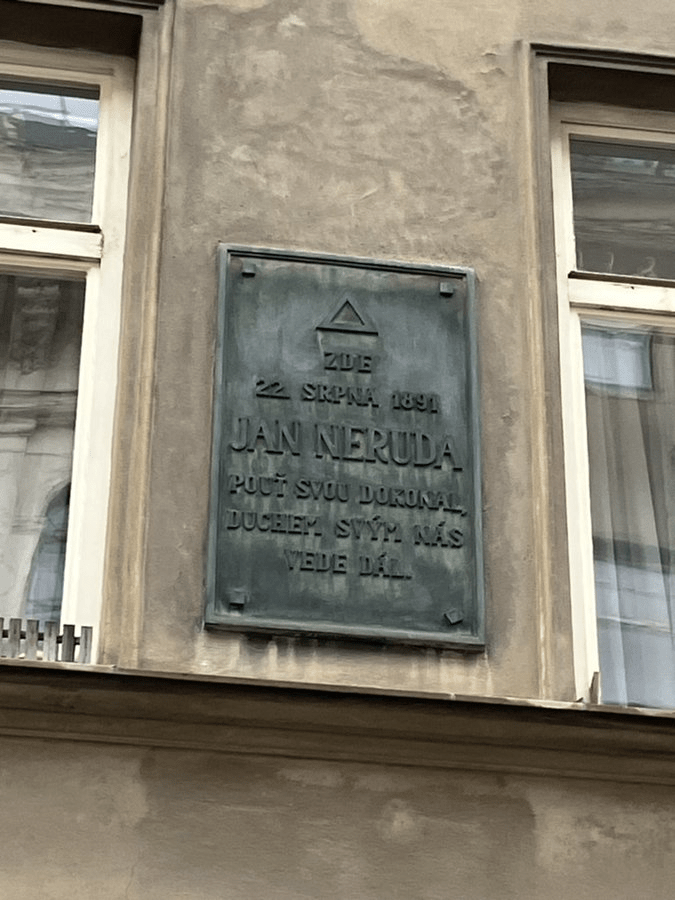 ZDE
22. SRPNA 1891
JAN NERUDA
POUŤ SVOU DOKONAL,
DUCHEM SVÝM NÁS
VEDE DÁL.